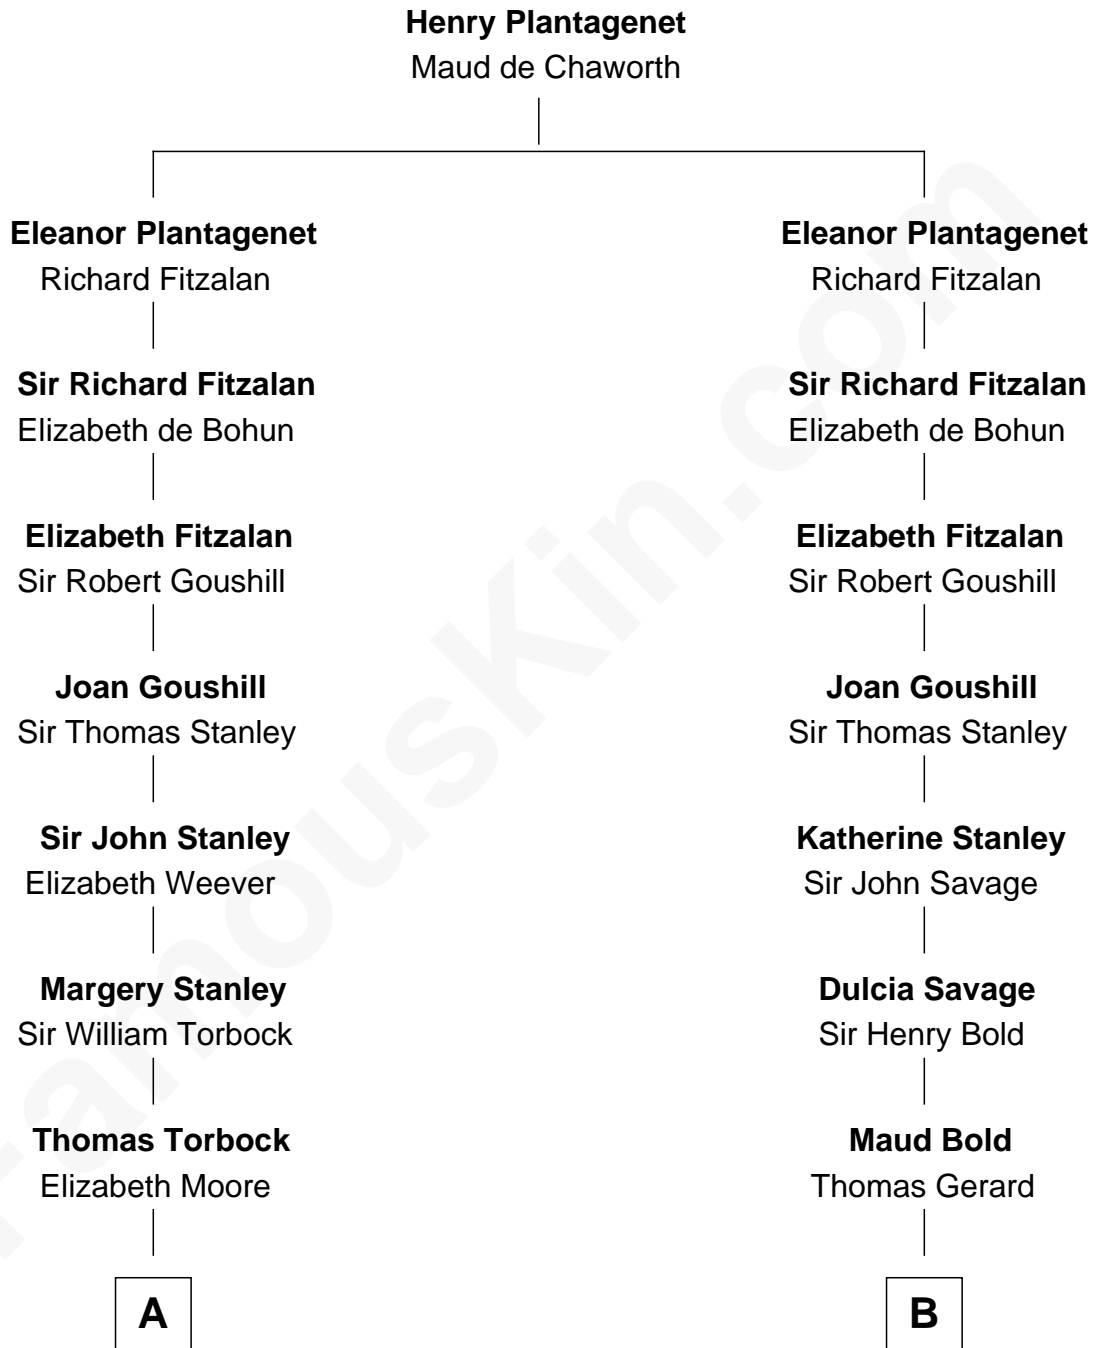 Henry Plantagenet
Maud de Chaworth
Eleanor Plantagenet
Richard Fitzalan
Eleanor Plantagenet
Richard Fitzalan
Sir Richard Fitzalan
Elizabeth de Bohun
Sir Richard Fitzalan
Elizabeth de Bohun
Elizabeth Fitzalan
Sir Robert Goushill
Elizabeth Fitzalan
Sir Robert Goushill
Joan Goushill
Sir Thomas Stanley
Joan Goushill
Sir Thomas Stanley
Sir John Stanley
Elizabeth Weever
Katherine Stanley
Sir John Savage
Margery Stanley
Sir William Torbock
Dulcia Savage
Sir Henry Bold
Thomas Torbock
Elizabeth Moore
Maud Bold
Thomas Gerard
A
B
FamousKin.com